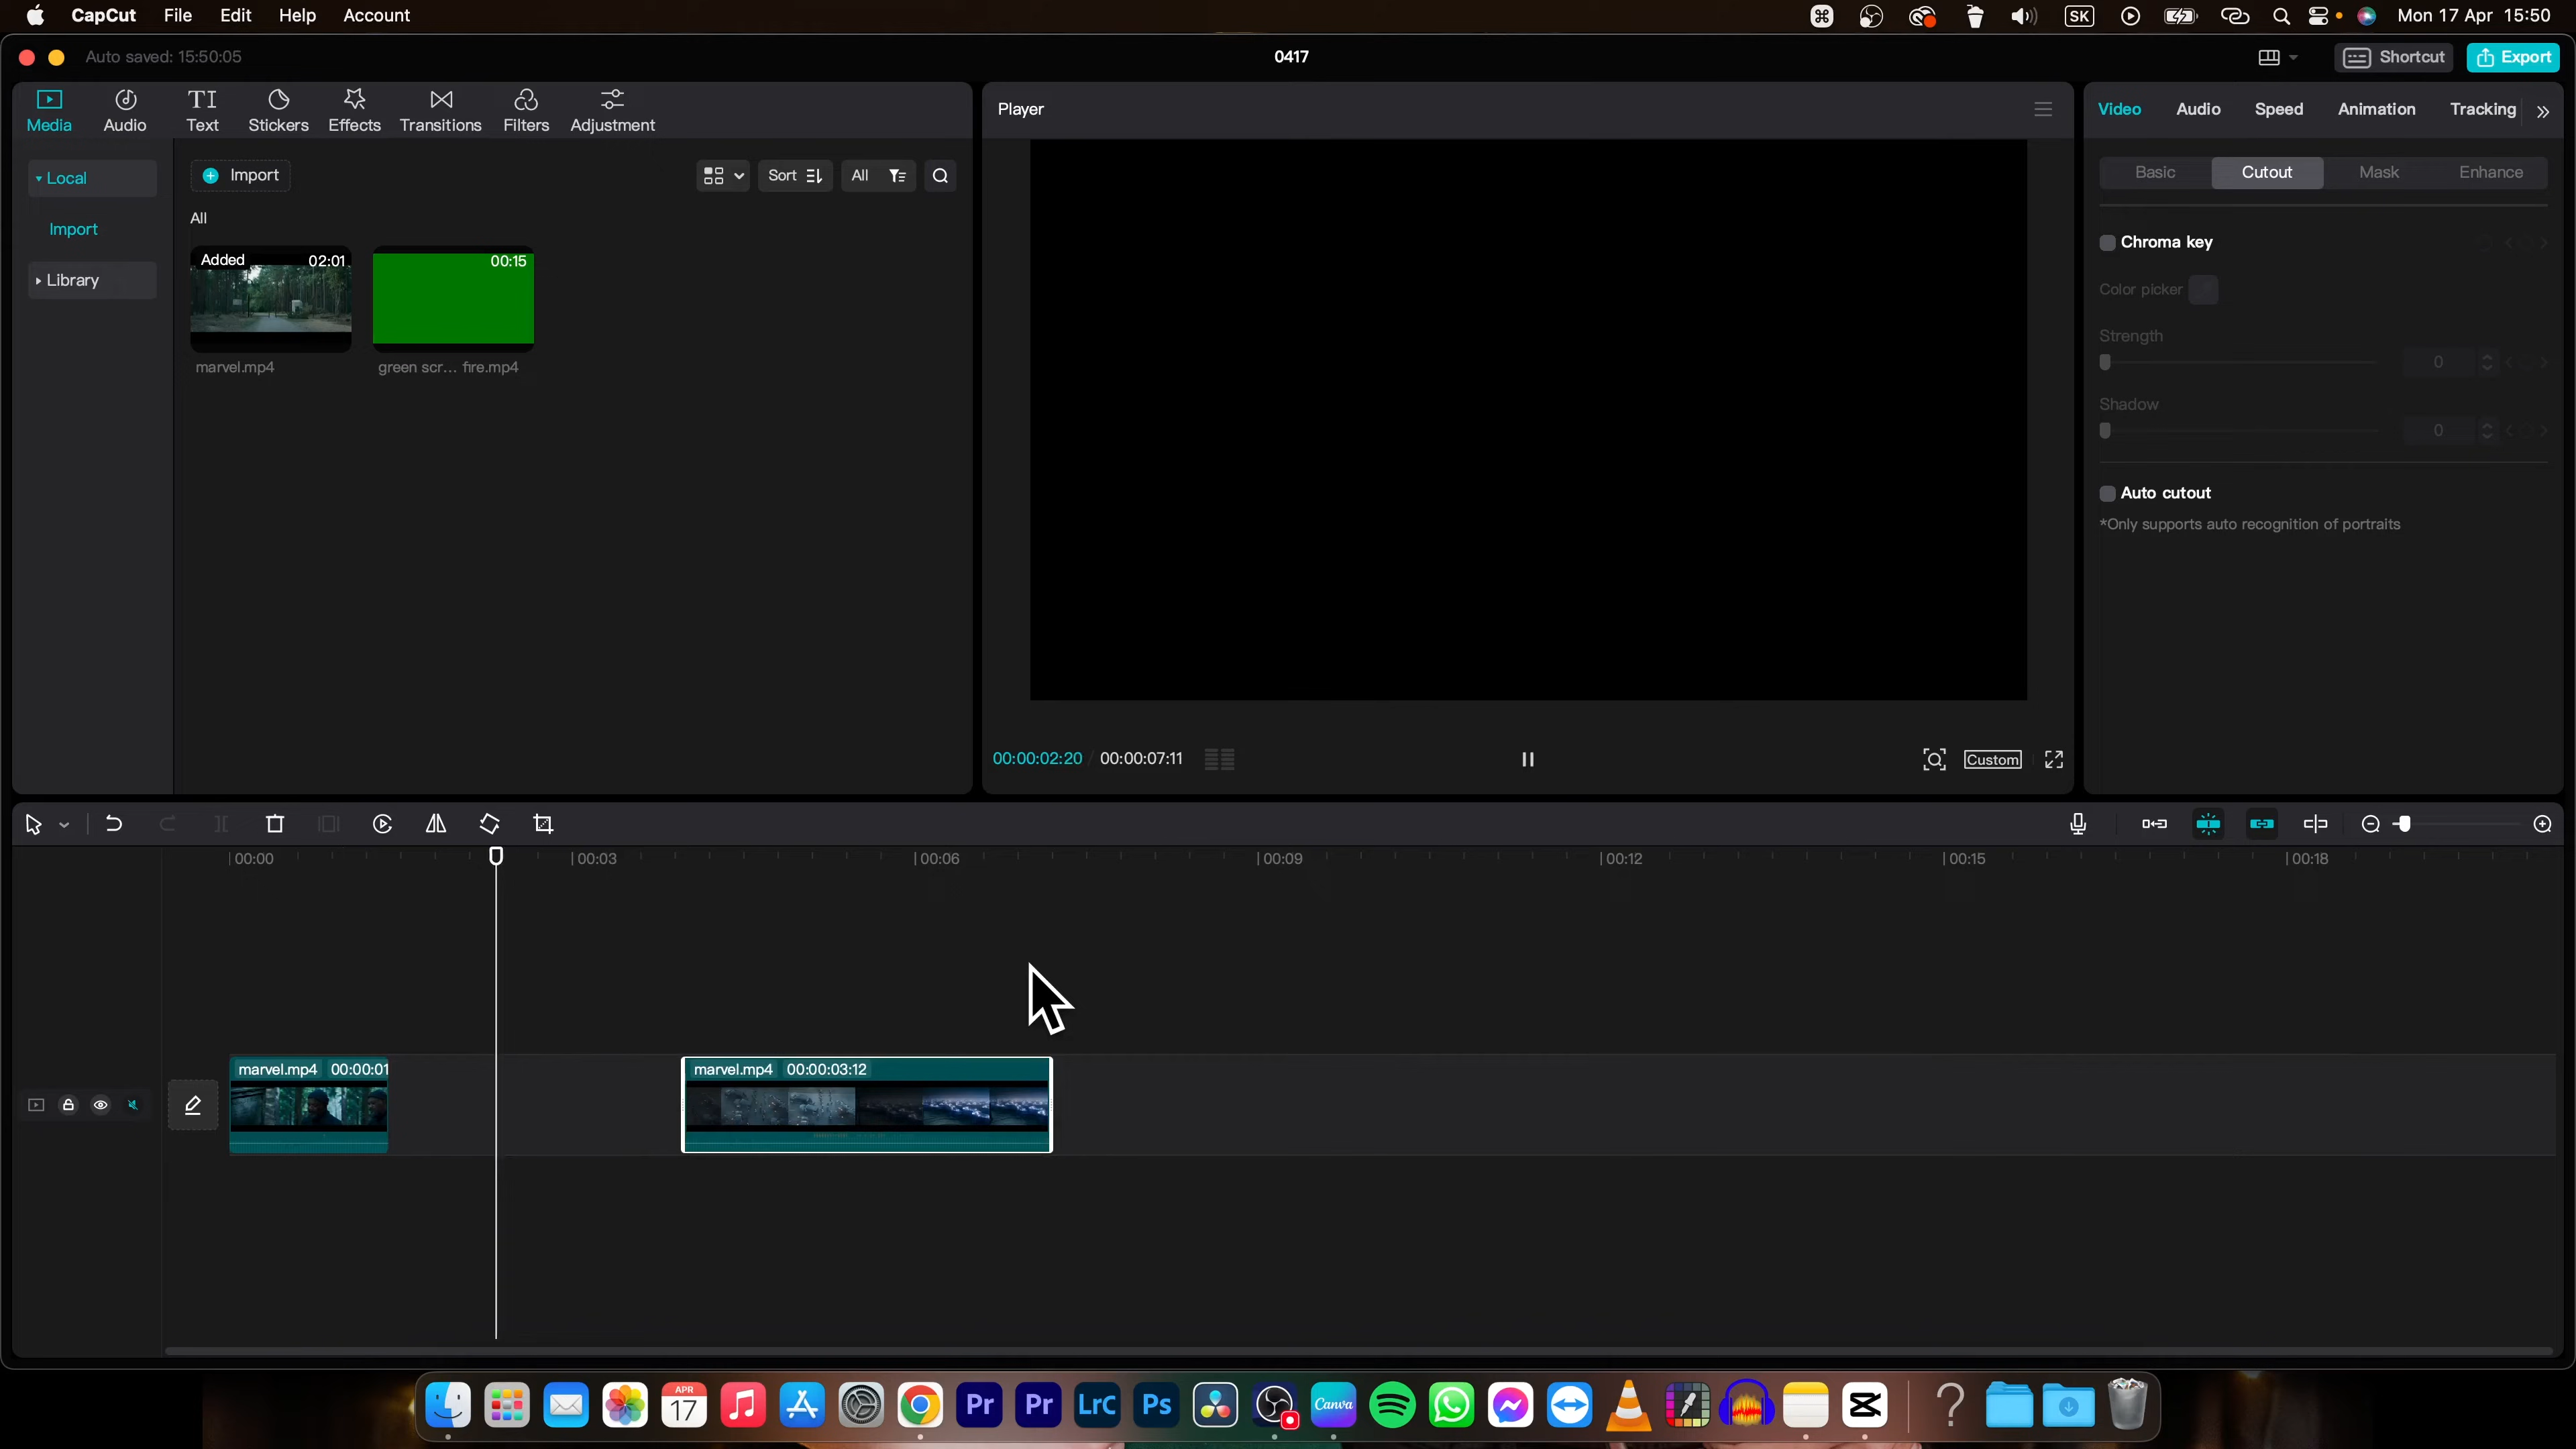 CapCut File Edit Help Account SK Mon 17 Apr 15:50
Auto saved: 15:50:05 0417 Shortcut Export
Media Audio Text Stickers Effects Transitions Filters Adjustment
Player
Video Audio Speed Animation Tracking
Local
Import
Library
Import Sort All
All
Added 02:01 00:15
marvel.mp4 green scr... fire.mp4
Basic Cutout Mask Enhance
Chroma key
Color picker
Strength
0
Shadow
0
Auto cutout
*Only supports auto recognition of portraits
00:00:02:20 / 00:00:07:11 Custom
00:00 00:03 00:06 00:09 00:12 00:15 00:18
marvel.mp4 00:00:01 marvel.mp4 00:00:03:12
APR
17 Pr Pr LrC Ps Canva